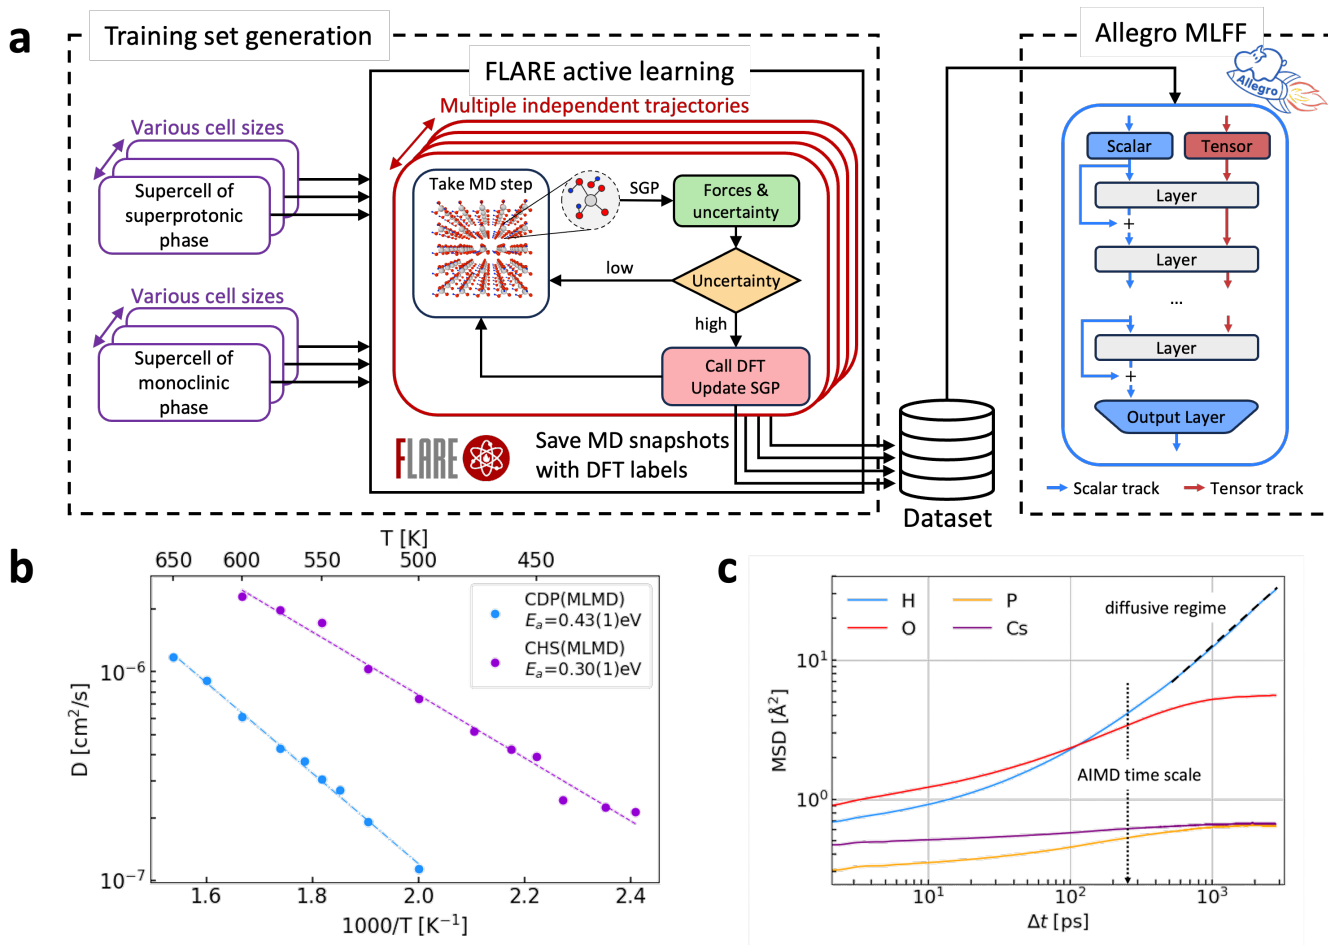 a
Training set generation
FLARE active learning
Multiple independent trajectories
Various cell sizes
Supercell of
superprotonic
phase
Various cell sizes
Supercell of
monoclinic
phase
Take MD step
SGP
Forces &
uncertainty
Uncertainty
low
high
Call DFT
Update SGP
FLARE
Save MD snapshots
with DFT labels
Dataset
Allegro MLFF
Allegro
Scalar
Tensor
Layer
+
Layer
...
Layer
+
Output Layer
Scalar track
Tensor track
b
T [K]
650 600 550 500 450
CDP(MLMD)
Eₐ=0.43(1)eV
CHS(MLMD)
Eₐ=0.30(1)eV
D [cm²/s]
10⁻⁶
10⁻⁷
1.6 1.8 2.0 2.2 2.4
1000/T [K⁻¹]
c
H P
O Cs
diffusive regime
AIMD time scale
MSD [Å²]
10¹
10⁰
10¹ 10² 10³
Δt [ps]